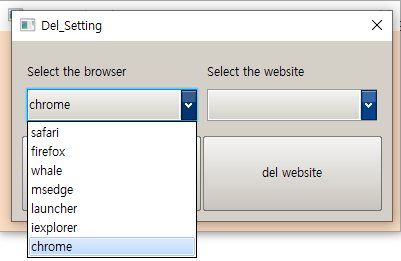 Del_Setting
Select the browser
Select the website
chrome
safari
firefox
whale
msedge
launcher
iexplorer
chrome
del website